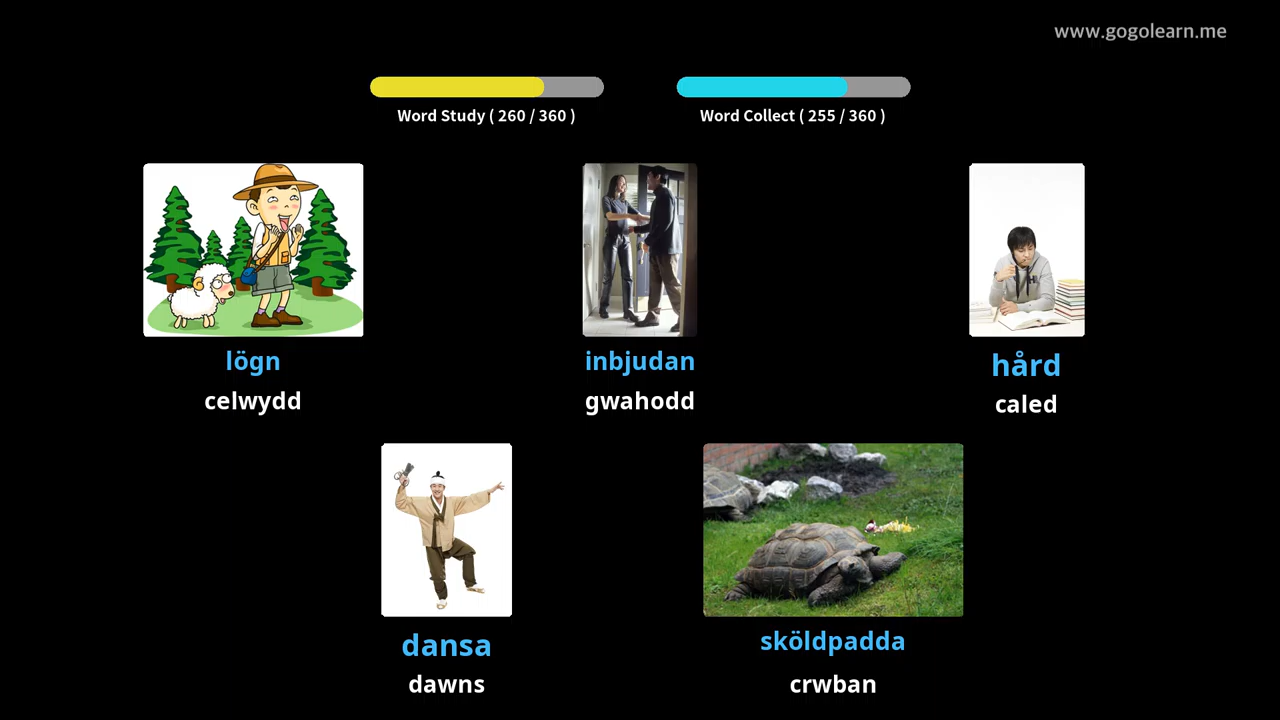 www.gogolearn.me
Word Study ( 260 / 360 )
Word Collect ( 255 / 360 )
lögn
celwydd
inbjudan
gwahodd
hård
caled
dansa
dawns
sköldpadda
crwban